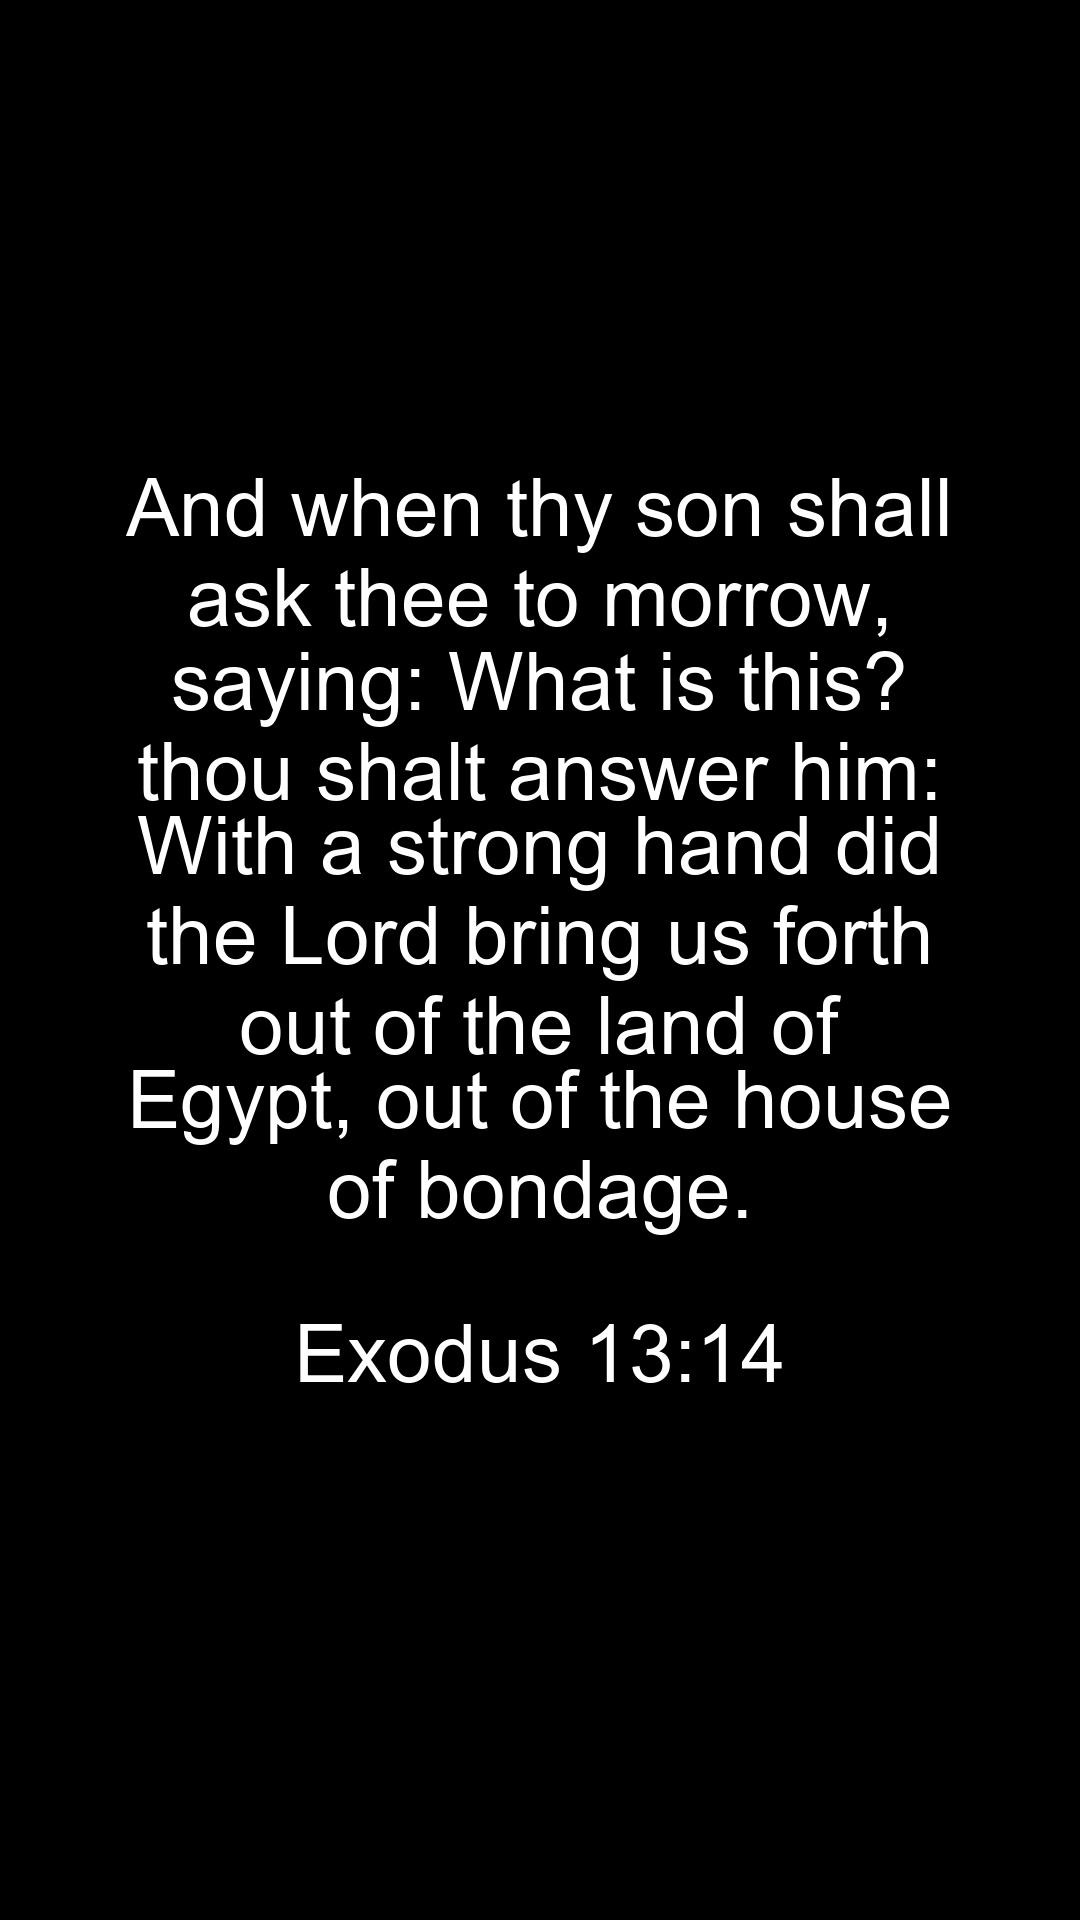 And when thy son shall
ask thee to morrow,
saying: What is this?
thou shalt answer him:
With a strong hand did
the Lord bring us forth
out of the land of
Egypt, out of the house
of bondage.
Exodus 13:14